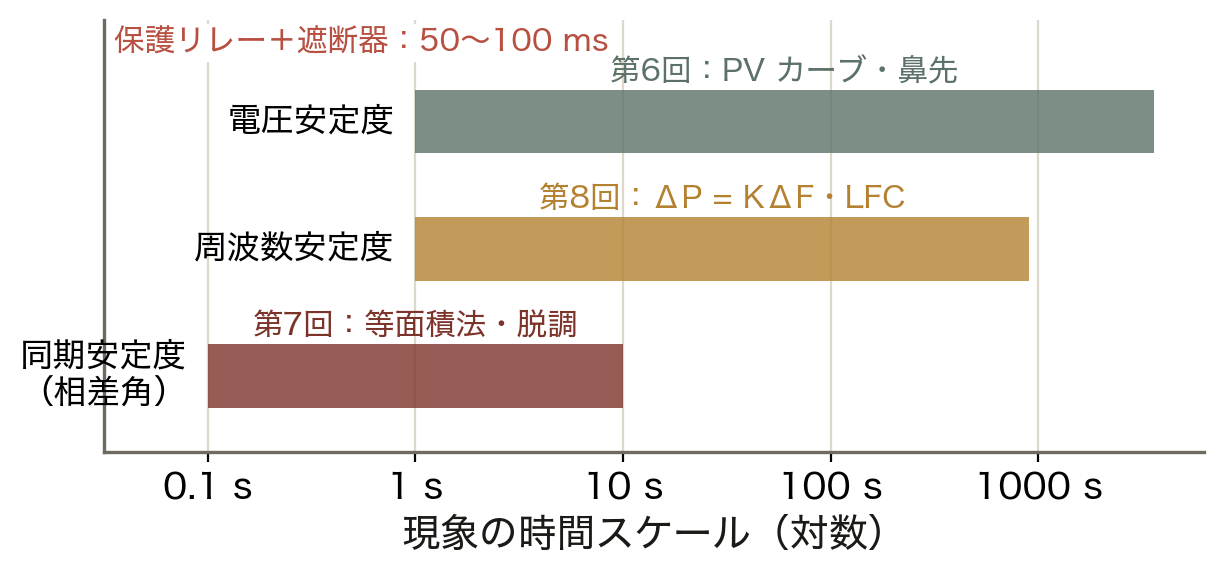 保護リレー＋遮断器：50〜100 ms
第6回：PV カーブ・鼻先
電圧安定度
第8回：ΔP = KΔF・LFC
周波数安定度
第7回：等面積法・脱調
同期安定度
（相差角）
0.1 s 1 s 10 s 100 s 1000 s
現象の時間スケール（対数）